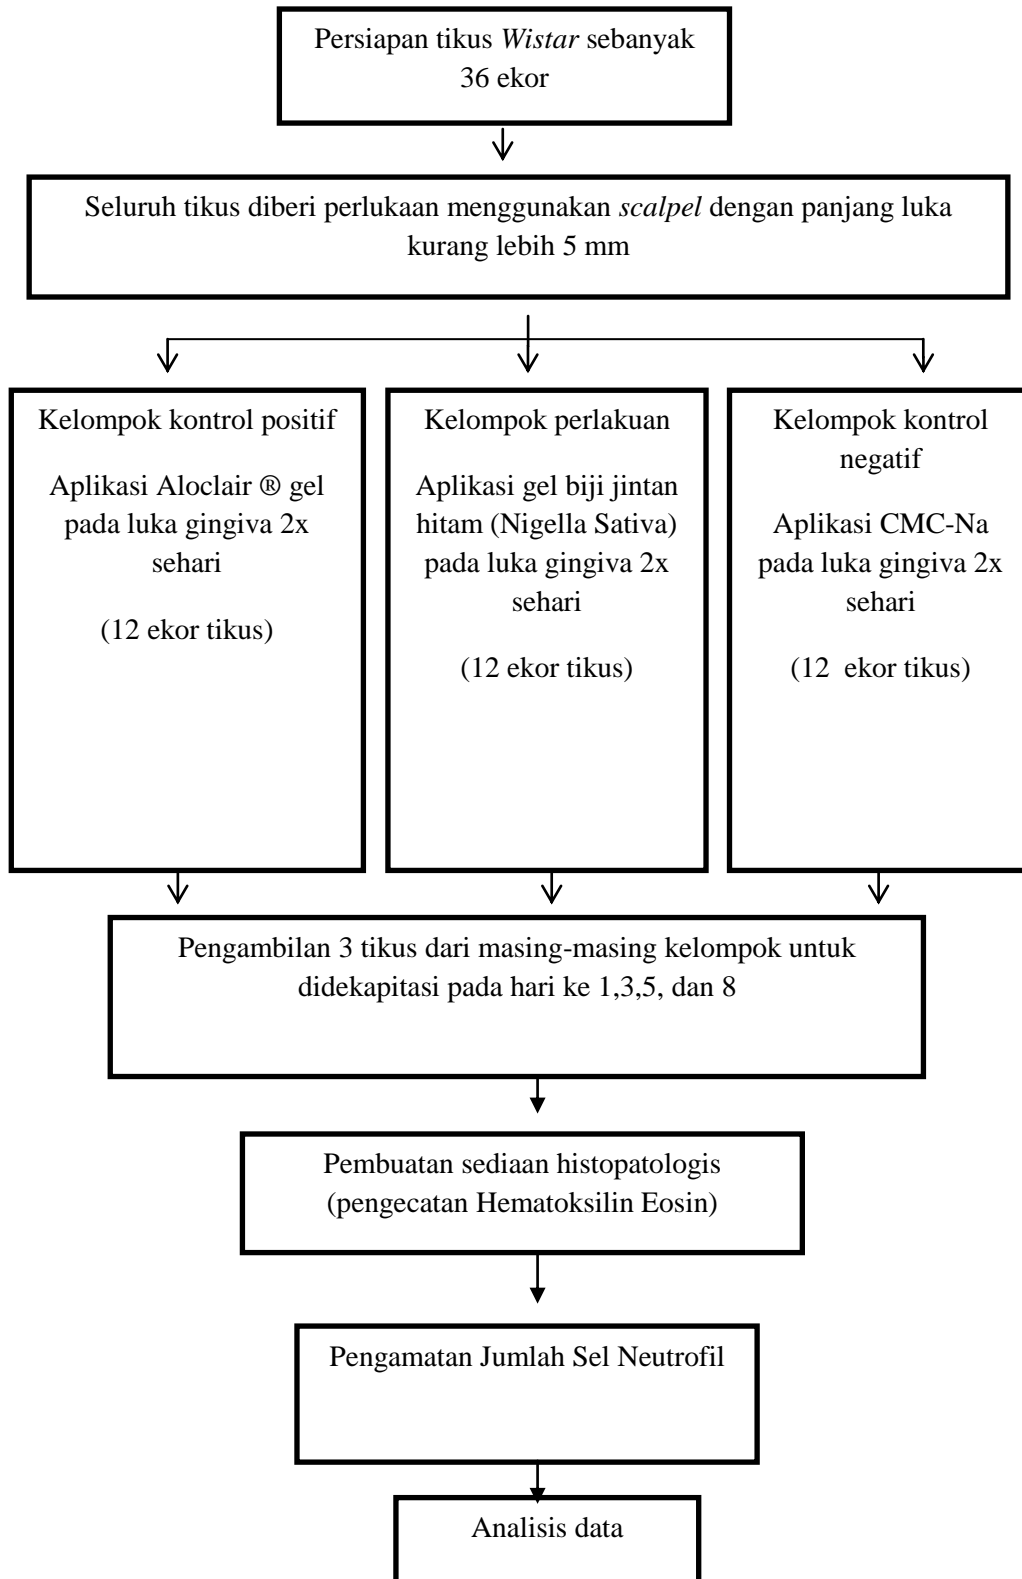 Persiapan tikus Wistar sebanyak
36 ekor
Seluruh tikus diberi perlukaan menggunakan scalpel dengan panjang luka
kurang lebih 5 mm
Kelompok kontrol positif
Aplikasi Aloclair ® gel
pada luka gingiva 2x
sehari
(12 ekor tikus)
Kelompok perlakuan
Aplikasi gel biji jintan
hitam (Nigella Sativa)
pada luka gingiva 2x
sehari
(12 ekor tikus)
Kelompok kontrol
negatif
Aplikasi CMC-Na
pada luka gingiva 2x
sehari
(12 ekor tikus)
Pengambilan 3 tikus dari masing-masing kelompok untuk
didekapitasi pada hari ke 1,3,5, dan 8
Pembuatan sediaan histopatologis
(pengecatan Hematoksilin Eosin)
Pengamatan Jumlah Sel Neutrofil
Analisis data